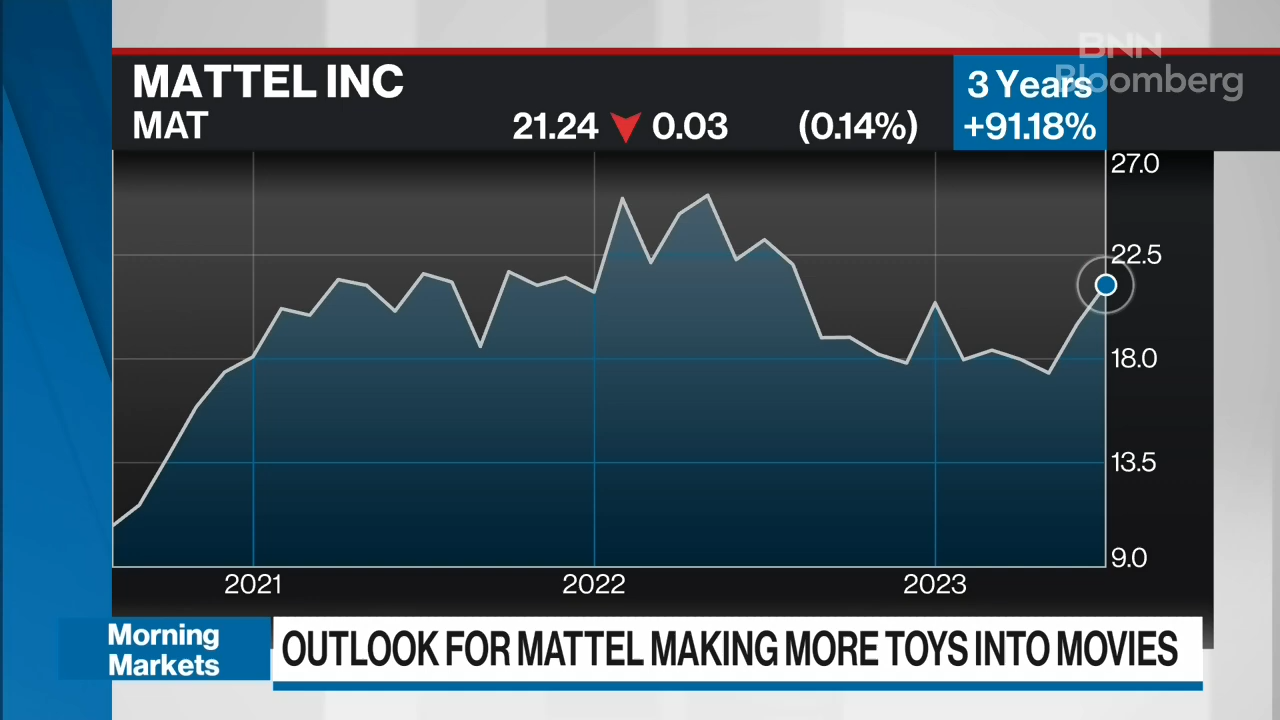 BNN
Bloomberg
MATTEL INC
MAT 21.24 0.03 (0.14%)
3 Years
+91.18%
27.0
22.5
18.0
13.5
9.0
2021 2022 2023
Morning
Markets
OUTLOOK FOR MATTEL MAKING MORE TOYS INTO MOVIES